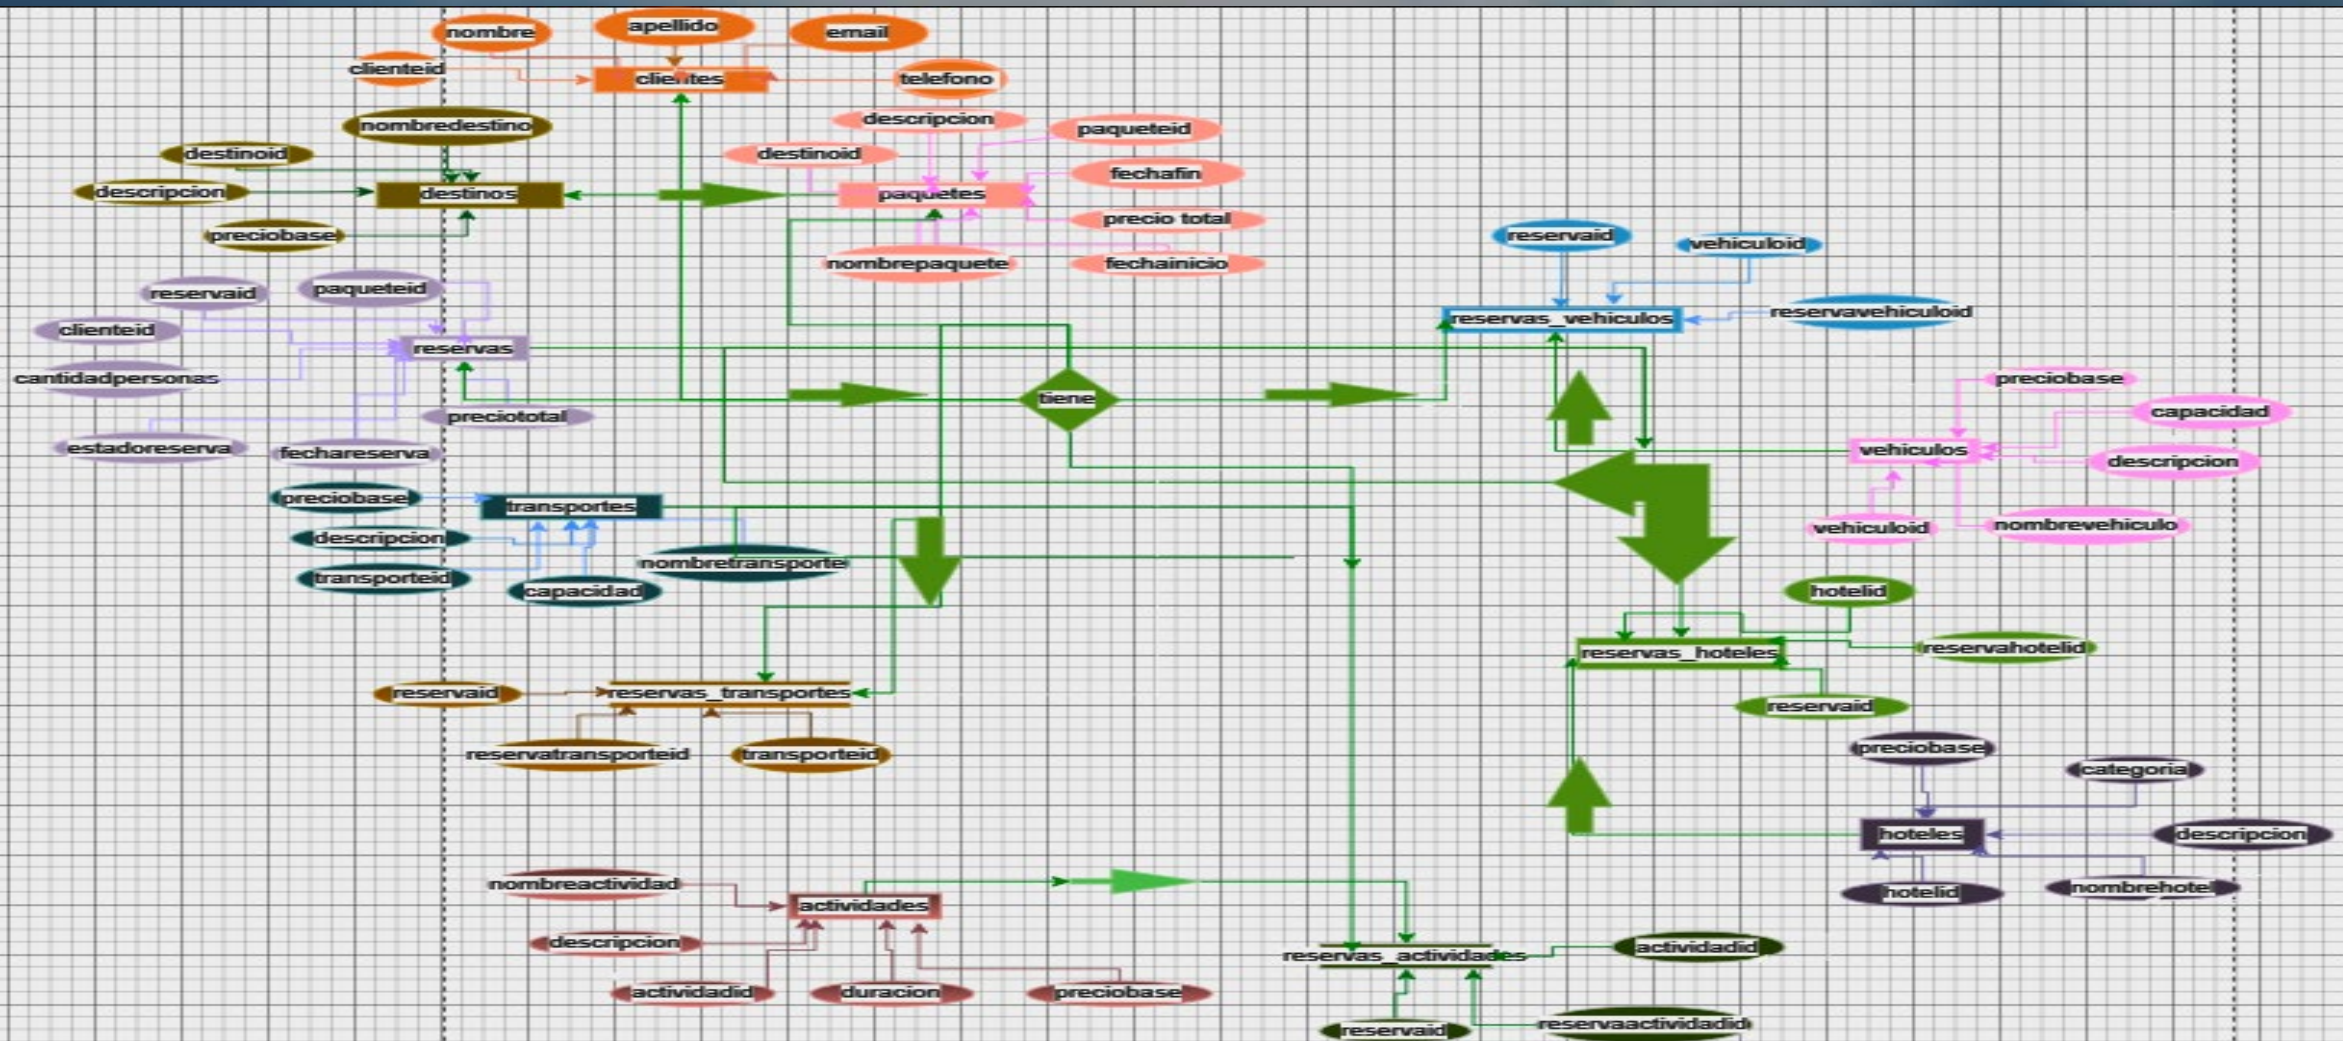 nombre
apellido
email
clienteid
clientes
telefono
nombredestino
descripcion
paqueteid
destinoid
destinoid
fechafin
descripcion
destinos
paquetes
precio total
preciobase
nombrepaquete
fechainicio
reservaid
vehiculoid
reservaid
paqueteid
reservas_vehiculos
reservavehiculoid
clienteid
reservas
cantidadpersonas
tiene
preciobase
preciototal
capacidad
estadoreserva
fechareserva
vehiculos
descripcion
preciobase
transportes
vehiculoid
nombrevehiculo
descripcion
nombretransporte
transporteid
capacidad
hotelid
reservas_hoteles
reservahotelid
reservaid
reservas_transportes
reservaid
reservatransporteid
transporteid
preciobase
categoria
hoteles
descripcion
nombreactividad
hotelid
nombrehotel
actividades
descripcion
reservas_actividades
actividadid
actividadid
duracion
preciobase
reservaid
reservaactividadid